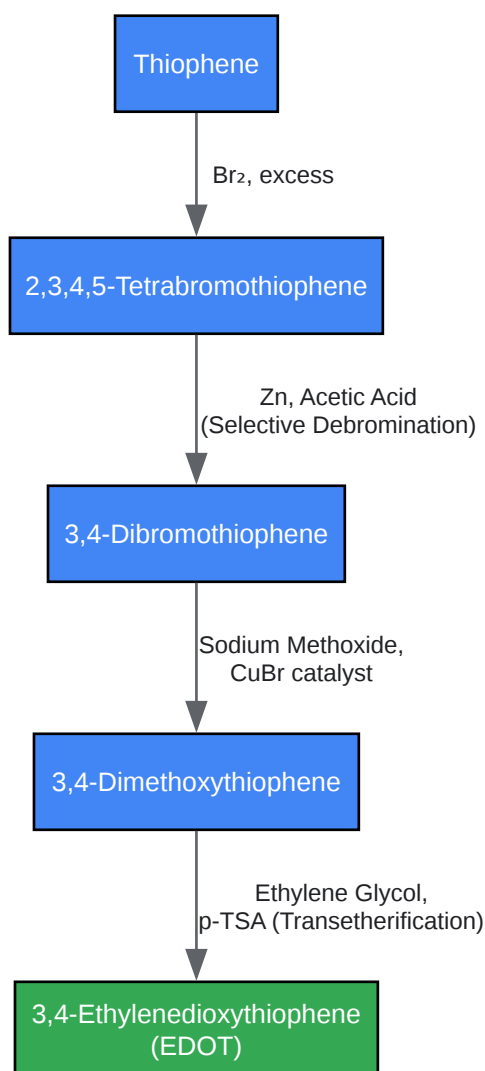 Thiophene
Br₂, excess
2,3,4,5-Tetrabromothiophene
Zn, Acetic Acid
(Selective Debromination)
3,4-Dibromothiophene
Sodium Methoxide,
CuBr catalyst
3,4-Dimethoxythiophene
Ethylene Glycol,
p-TSA (Transetherification)
3,4-Ethylenedioxythiophene
(EDOT)